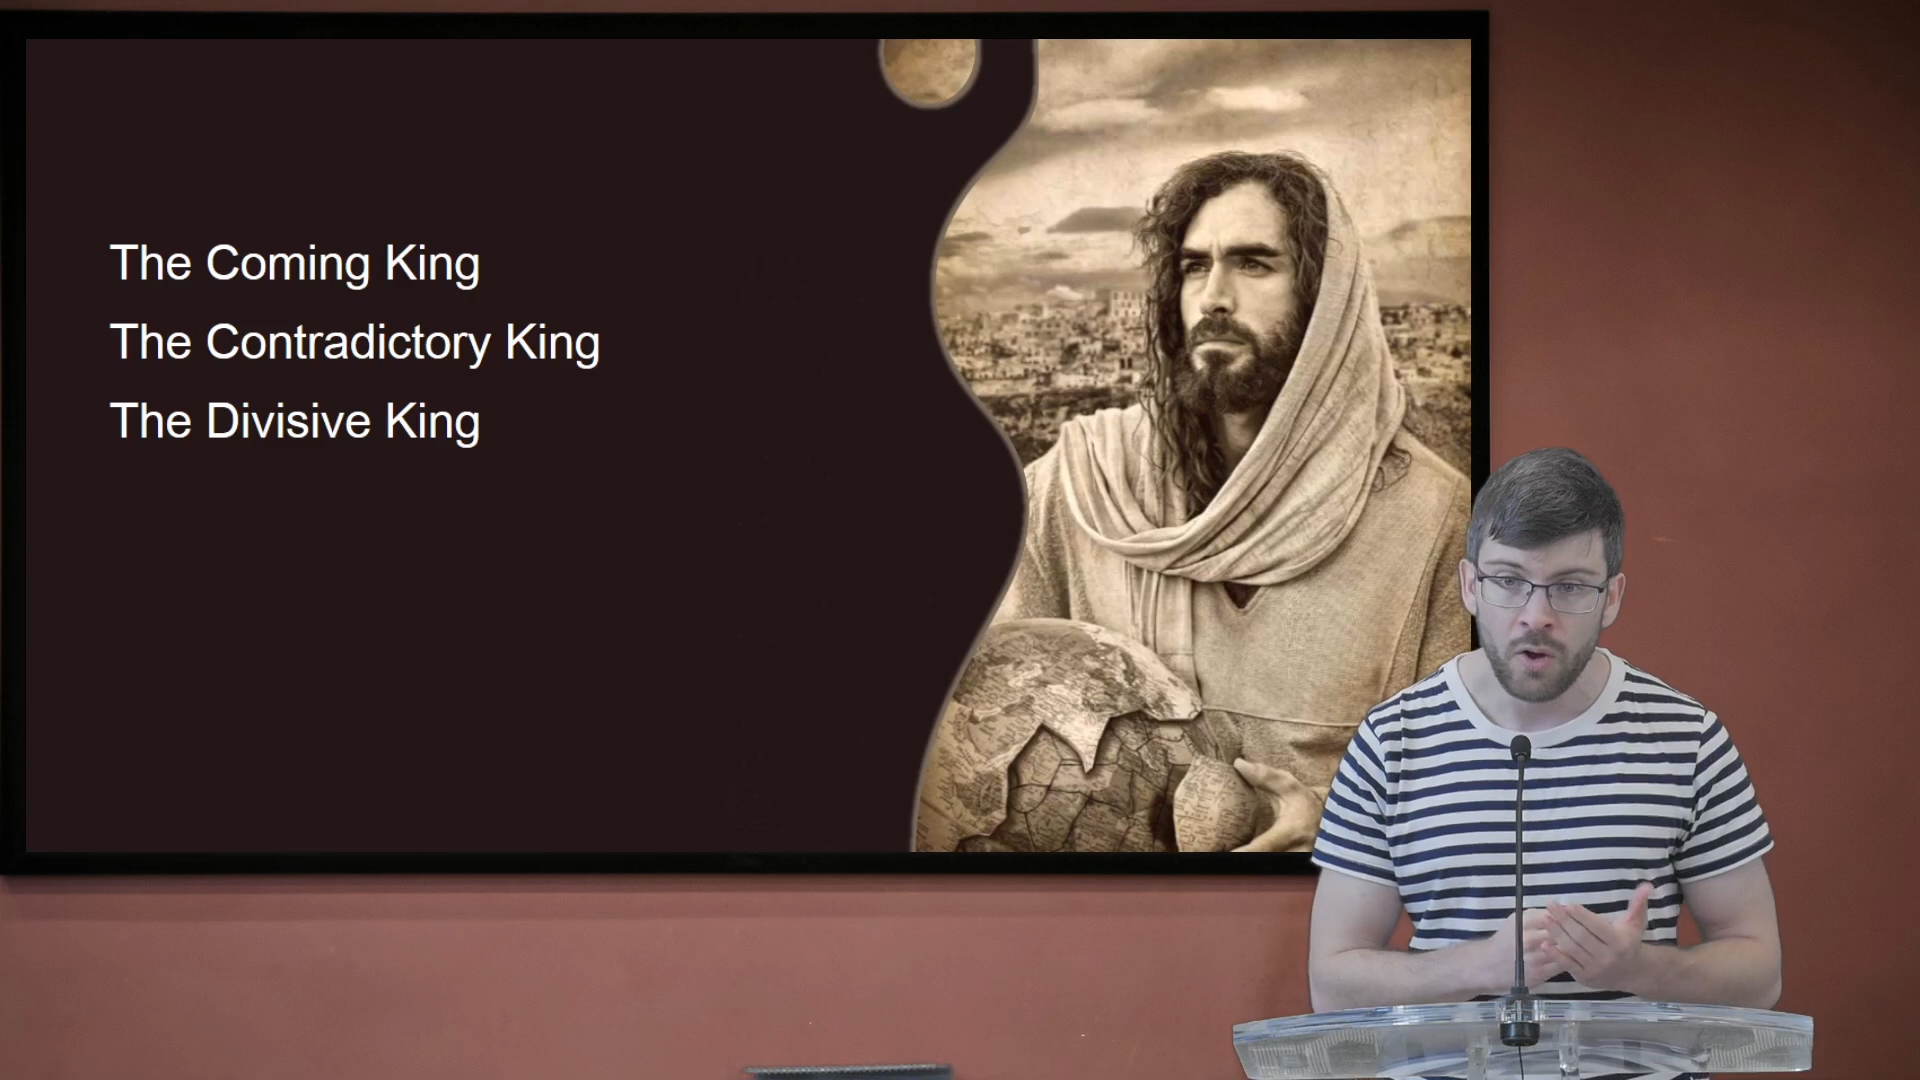 The Coming King
The Contradictory King
The Divisive King